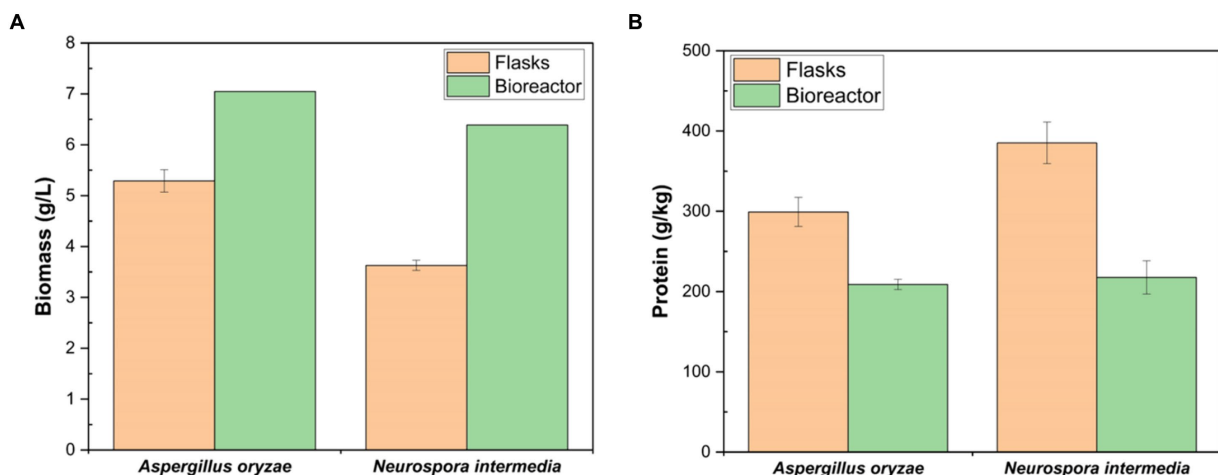 A
Biomass (g/L)
8
7
6
5
4
3
2
1
0
Flasks
Bioreactor
Aspergillus oryzae
Neurospora intermedia
B
Protein (g/kg)
500
400
300
200
100
0
Flasks
Bioreactor
Aspergillus oryzae
Neurospora intermedia